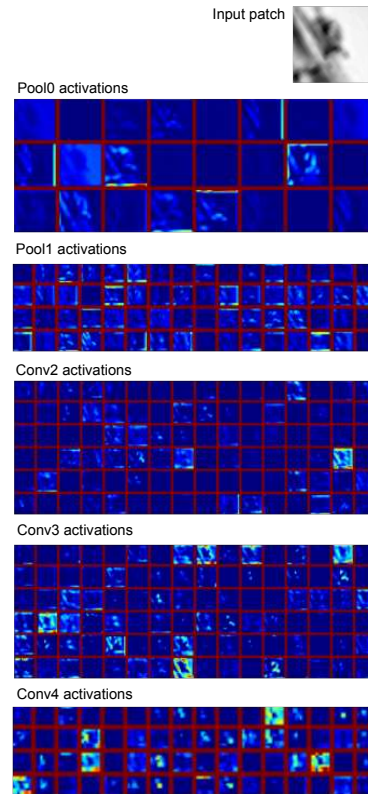 Input patch
Pool0 activations
Pool1 activations
Conv2 activations
Conv3 activations
Conv4 activations